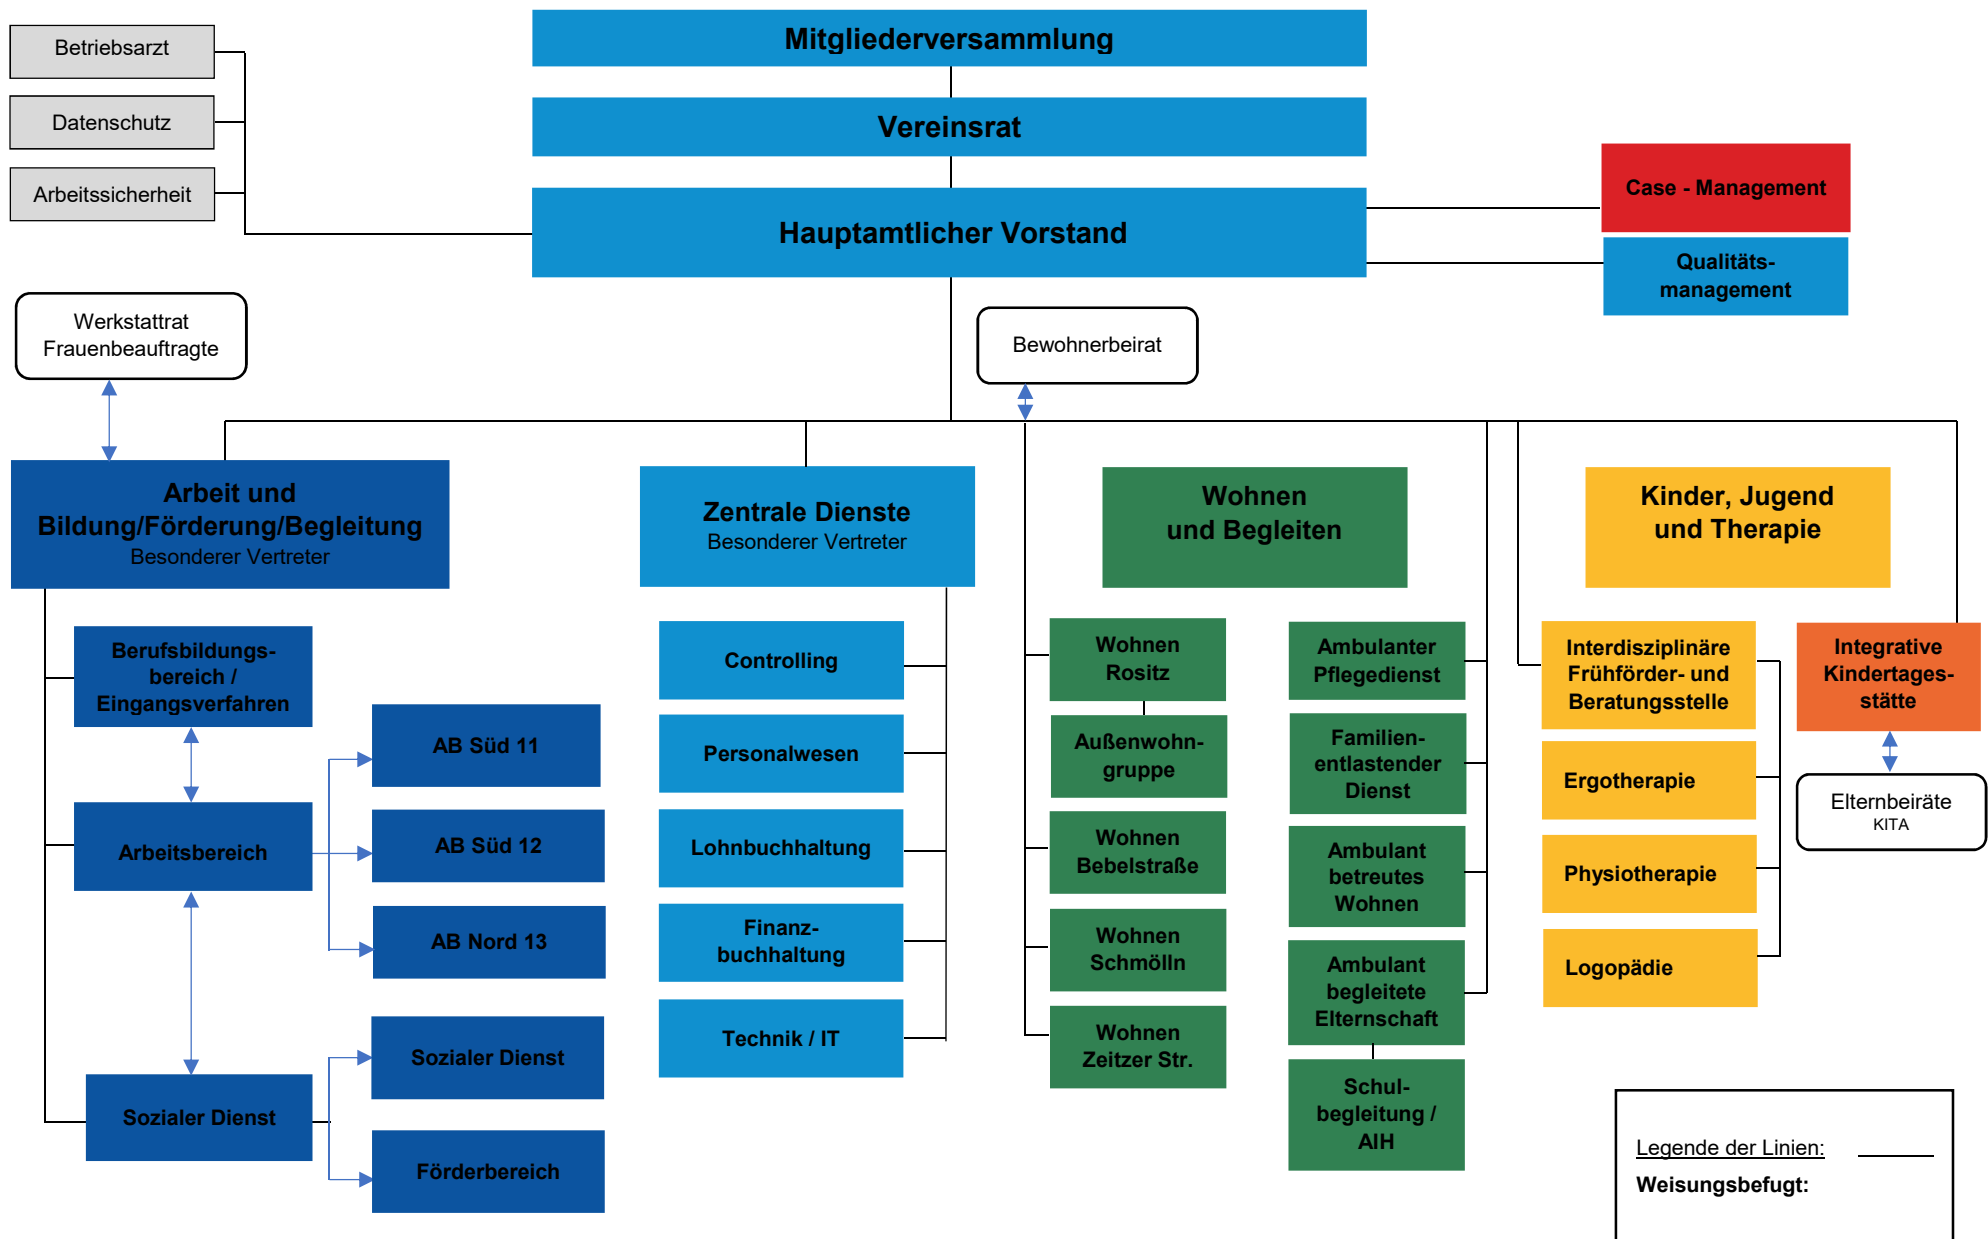 Betriebsarzt
Datenschutz
Arbeitssicherheit
Mitgliederversammlung
Vereinsrat
Hauptamtlicher Vorstand
Case - Management
Qualitäts-
management
Werkstattrat
Frauenbeauftragte
Bewohnerbeirat
Arbeit und
Bildung/Förderung/Begleitung
Besonderer Vertreter
Zentrale Dienste
Besonderer Vertreter
Wohnen
und Begleiten
Kinder, Jugend
und Therapie
Berufsbildungs-
bereich /
Eingangsverfahren
Arbeitsbereich
Sozialer Dienst
AB Süd 11
AB Süd 12
AB Nord 13
Sozialer Dienst
Förderbereich
Controlling
Personalwesen
Lohnbuchhaltung
Finanz-
buchhaltung
Technik / IT
Wohnen
Rositz
Außenwohn-
gruppe
Wohnen
Bebelstraße
Wohnen
Schmölln
Wohnen
Zeitzer Str.
Ambulanter
Pflegedienst
Familien-
entlastender
Dienst
Ambulant
betreutes
Wohnen
Ambulant
begleitete
Elternschaft
Schul-
begleitung /
AIH
Interdisziplinäre
Frühförder- und
Beratungsstelle
Ergotherapie
Physiotherapie
Logopädie
Integrative
Kindertages-
stätte
Elternbeiräte
KITA
Legende der Linien:
Weisungsbefugt: